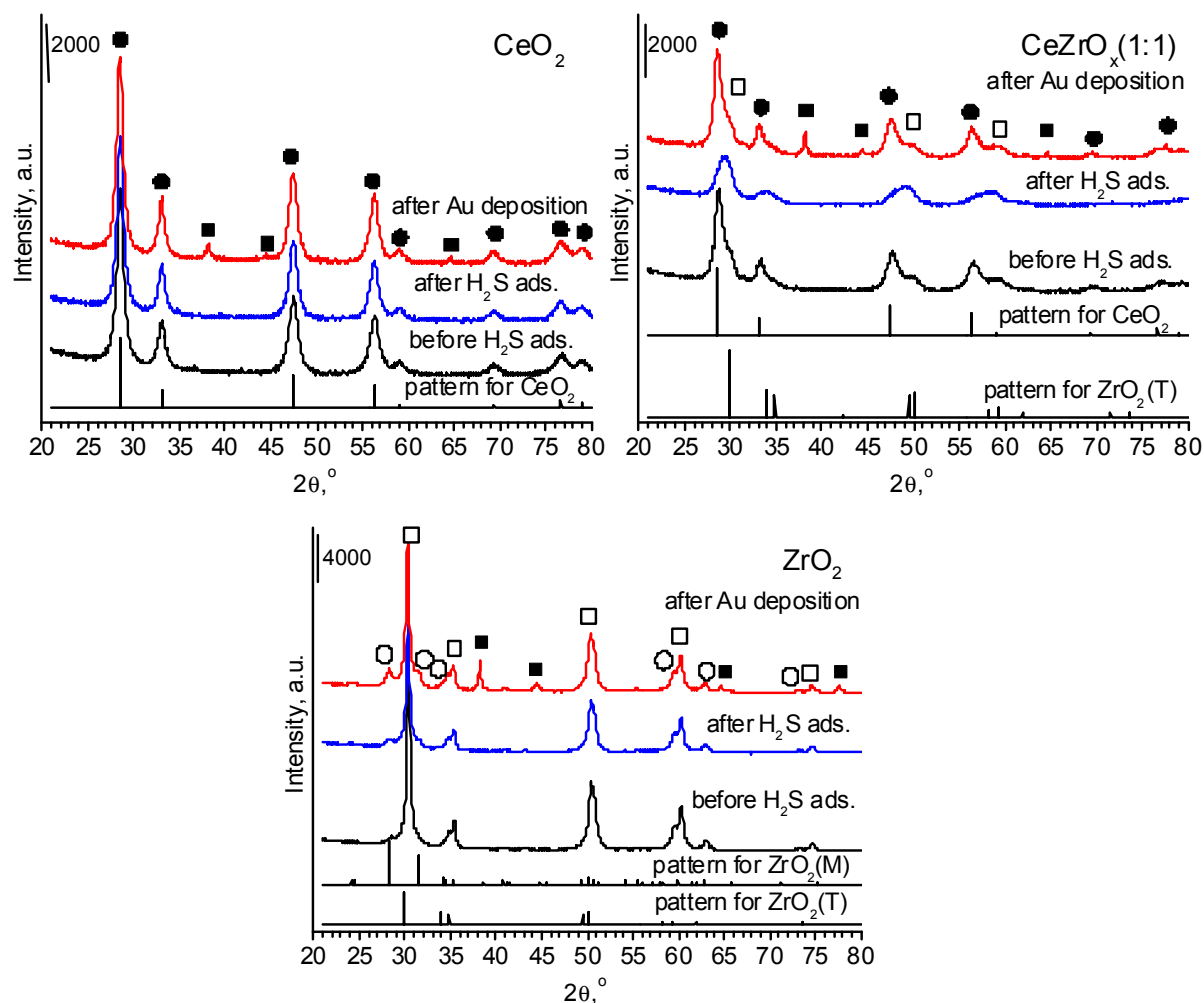 2000
CeO₂
after Au deposition
after H₂S ads.
before H₂S ads.
pattern for CeO₂
Intensity, a.u.
20 25 30 35 40 45 50 55 60 65 70 75 80
2θ,°
2000
CeZrOₓ(1:1)
after Au deposition
after H₂S ads.
before H₂S ads.
pattern for CeO₂
pattern for ZrO₂(T)
Intensity, a.u.
20 25 30 35 40 45 50 55 60 65 70 75 80
2θ,°
4000
ZrO₂
after Au deposition
after H₂S ads.
before H₂S ads.
pattern for ZrO₂(M)
pattern for ZrO₂(T)
Intensity, a.u.
20 25 30 35 40 45 50 55 60 65 70 75 80
2θ,°